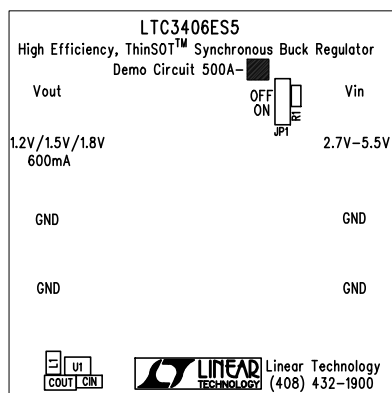 LTC3406ES5
High Efficiency, ThinSOT™ Synchronous Buck Regulator
Demo Circuit 500A-
Vout
OFF
ON
JP1
R1
Vin
1.2V/1.5V/1.8V
600mA
2.7V-5.5V
GND
GND
GND
GND
L1
U1
COUT
CIN
LINEAR
TECHNOLOGY
Linear Technology
(408) 432-1900